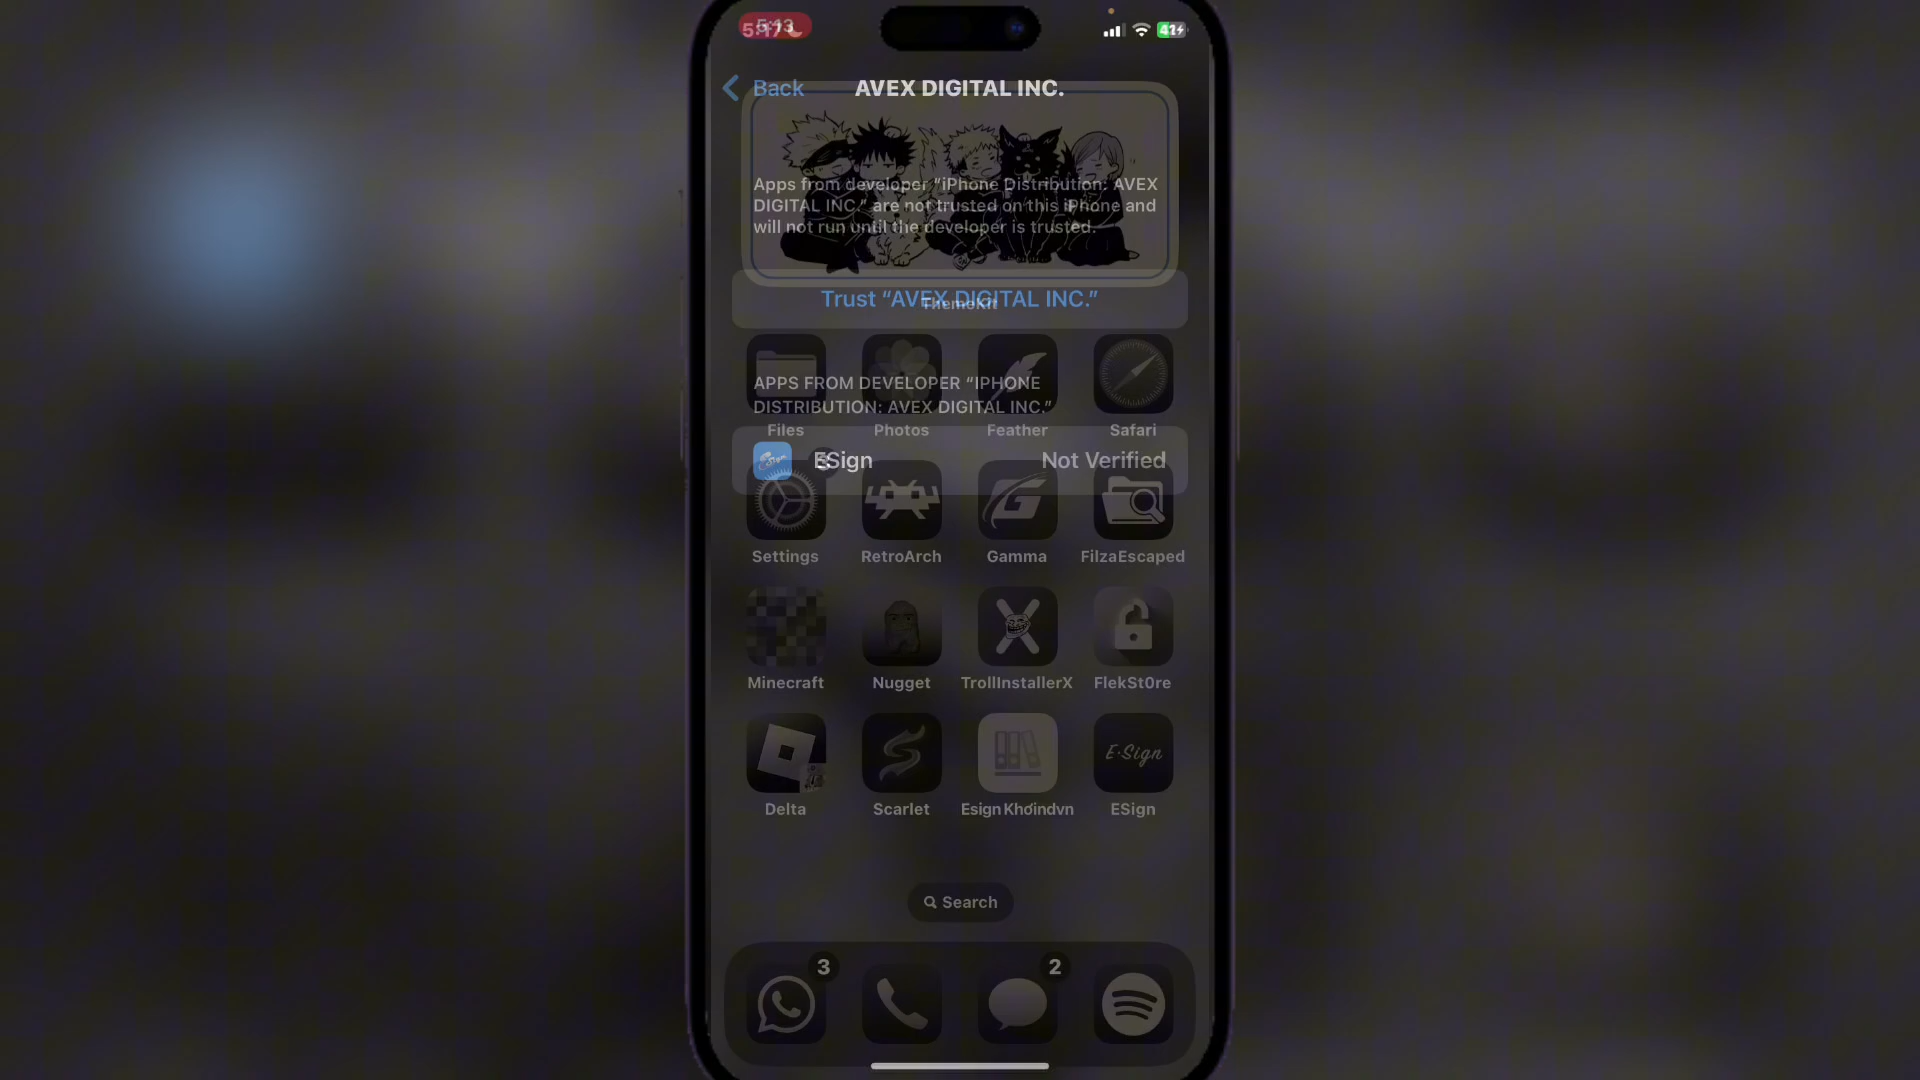 Back
AVEX DIGITAL INC.
Apps from developer “iPhone Distribution: AVEX
DIGITAL INC.” are not trusted on this iPhone and
will not run until the developer is trusted.
Trust “AVEX DIGITAL INC.”
ThemeKit
APPS FROM DEVELOPER “IPHONE
DISTRIBUTION: AVEX DIGITAL INC.”
Files Photos Feather Safari
ESign Not Verified
Settings RetroArch Gamma FilzaEscaped
Minecraft Nugget TrollInstallerX FlekSt0re
E·Sign
Delta Scarlet Esign Khoindvn ESign
Search
3 2